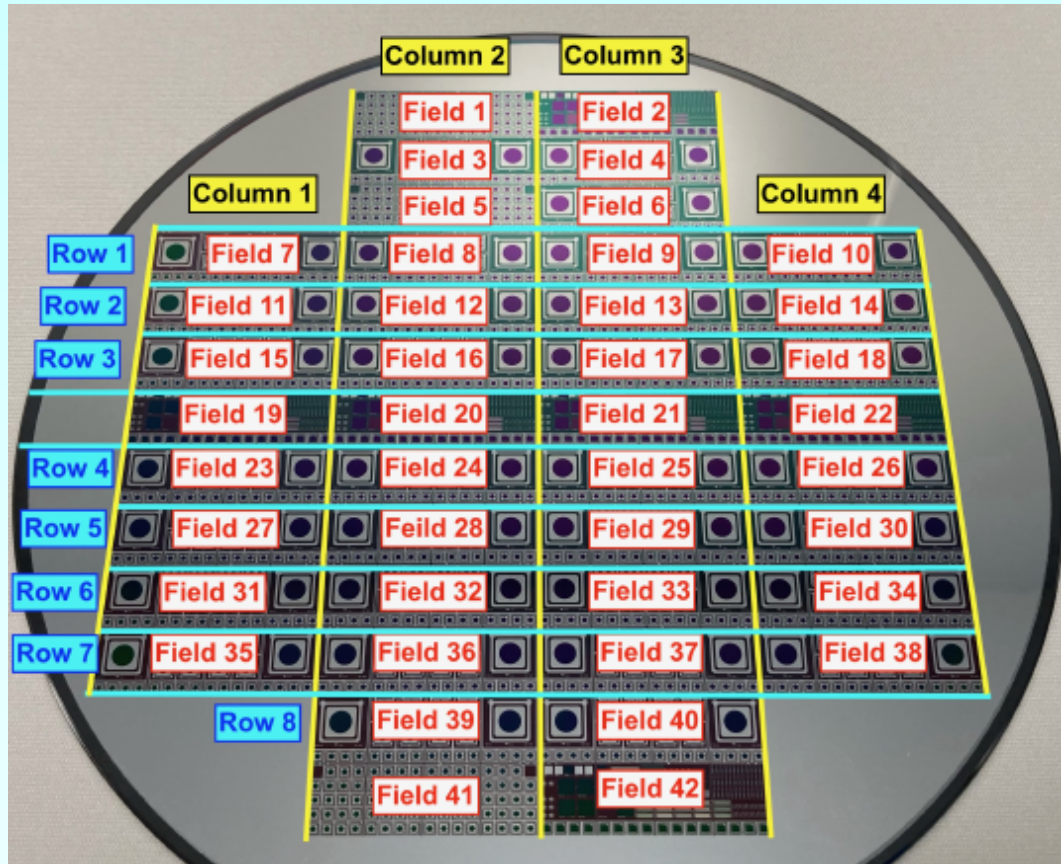 Column 2
Column 3
Field 1
Field 2
Field 3
Field 4
Column 1
Field 5
Field 6
Column 4
Row 1
Field 7
Field 8
Field 9
Field 10
Row 2
Field 11
Field 12
Field 13
Field 14
Row 3
Field 15
Field 16
Field 17
Field 18
Field 19
Field 20
Field 21
Field 22
Row 4
Field 23
Field 24
Field 25
Field 26
Row 5
Field 27
Feild 28
Field 29
Field 30
Row 6
Field 31
Field 32
Field 33
Field 34
Row 7
Field 35
Field 36
Field 37
Field 38
Row 8
Field 39
Field 40
Field 41
Field 42